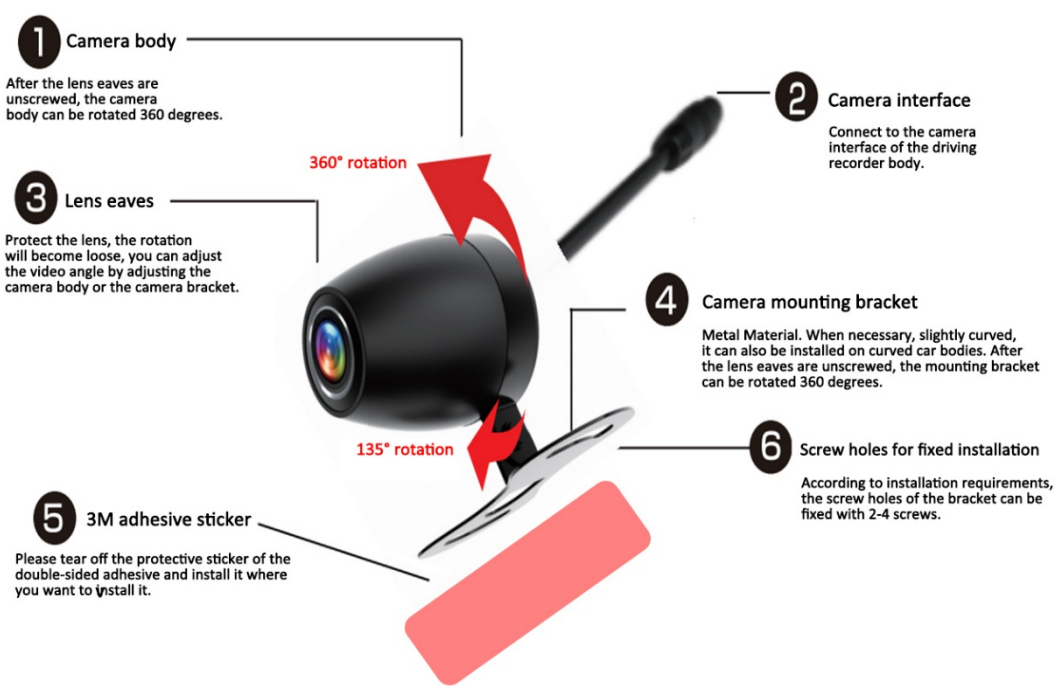 1 Camera body
After the lens eaves are
unscrewed, the camera
body can be rotated 360 degrees.
2 Camera interface
Connect to the camera
interface of the driving
recorder body.
360° rotation
3 Lens eaves
Protect the lens, the rotation
will become loose, you can adjust
the video angle by adjusting the
camera body or the camera bracket.
4 Camera mounting bracket
Metal Material. When necessary, slightly curved,
it can also be installed on curved car bodies. After
the lens eaves are unscrewed, the mounting bracket
can be rotated 360 degrees.
135° rotation
6 Screw holes for fixed installation
According to installation requirements,
the screw holes of the bracket can be
fixed with 2-4 screws.
5 3M adhesive sticker
Please tear off the protective sticker of the
double-sided adhesive and install it where
you want to install it.